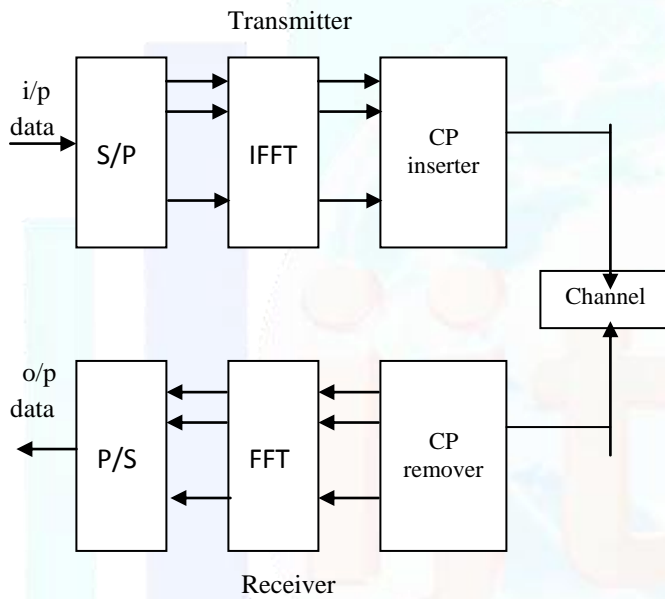 Transmitter
i/p
data
S/P
IFFT
CP
inserter
Channel
o/p
data
P/S
FFT
CP
remover
Receiver